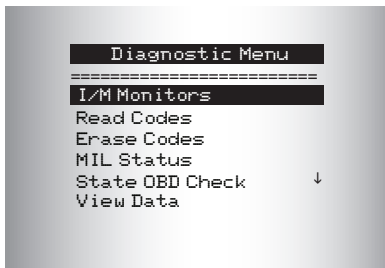 Diagnostic Menu
=========================
I/M Monitors
Read Codes
Erase Codes
MIL Status
State OBD Check ↓
View Data